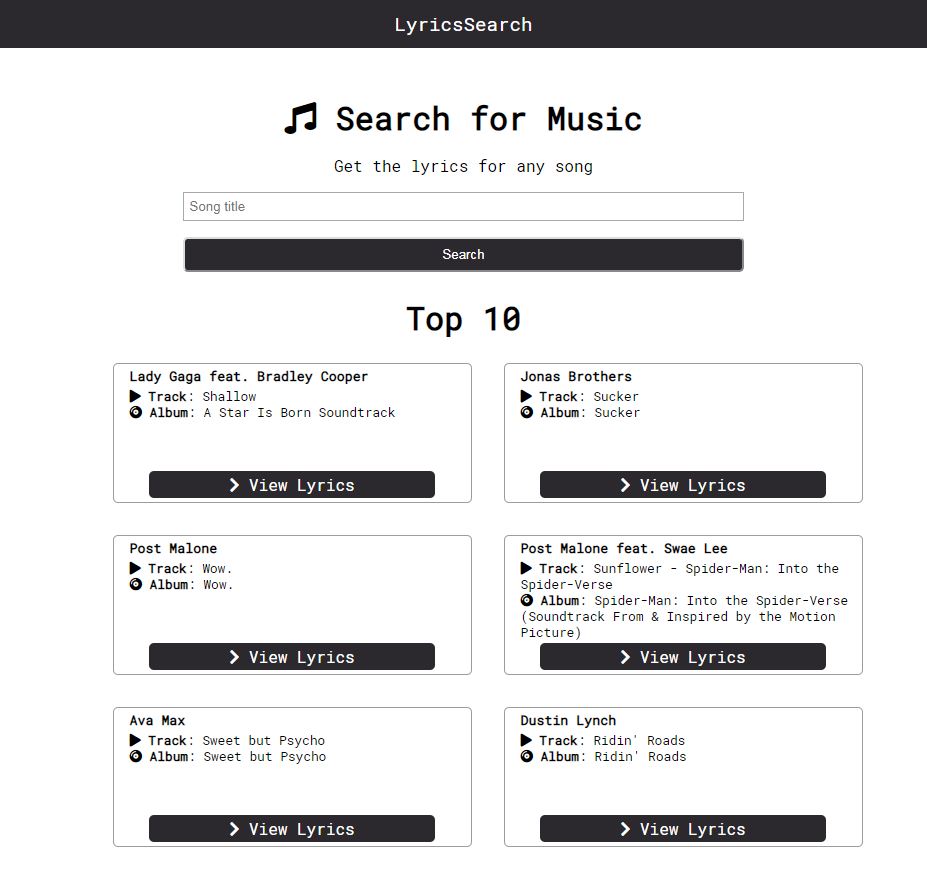 LyricsSearch
Search for Music
Get the lyrics for any song
Song title
Search
Top 10
Lady Gaga feat. Bradley Cooper
Track: Shallow
Album: A Star Is Born Soundtrack
View Lyrics
Jonas Brothers
Track: Sucker
Album: Sucker
View Lyrics
Post Malone
Track: Wow.
Album: Wow.
View Lyrics
Post Malone feat. Swae Lee
Track: Sunflower - Spider-Man: Into the
Spider-Verse
Album: Spider-Man: Into the Spider-Verse
(Soundtrack From & Inspired by the Motion
Picture)
View Lyrics
Ava Max
Track: Sweet but Psycho
Album: Sweet but Psycho
View Lyrics
Dustin Lynch
Track: Ridin' Roads
Album: Ridin' Roads
View Lyrics